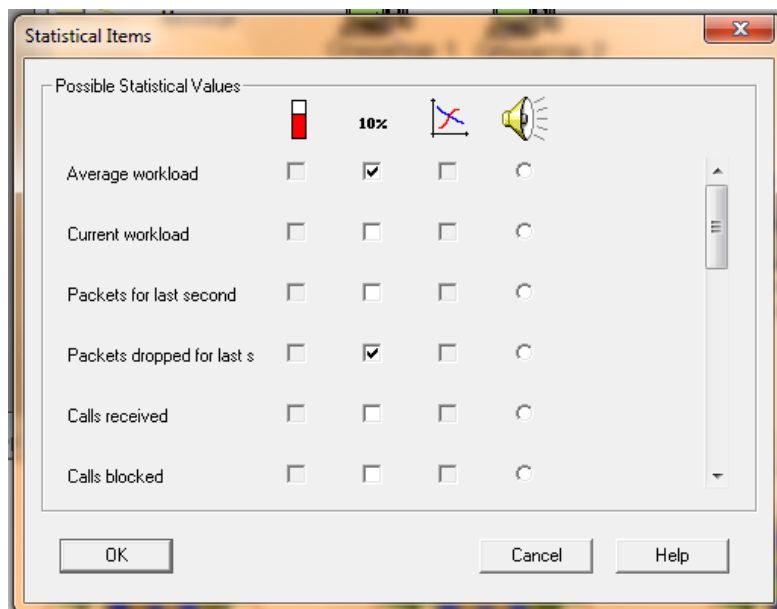 Statistical Items
Possible Statistical Values
10%
Average workload
Current workload
Packets for last second
Packets dropped for last s
Calls received
Calls blocked
OK Cancel Help